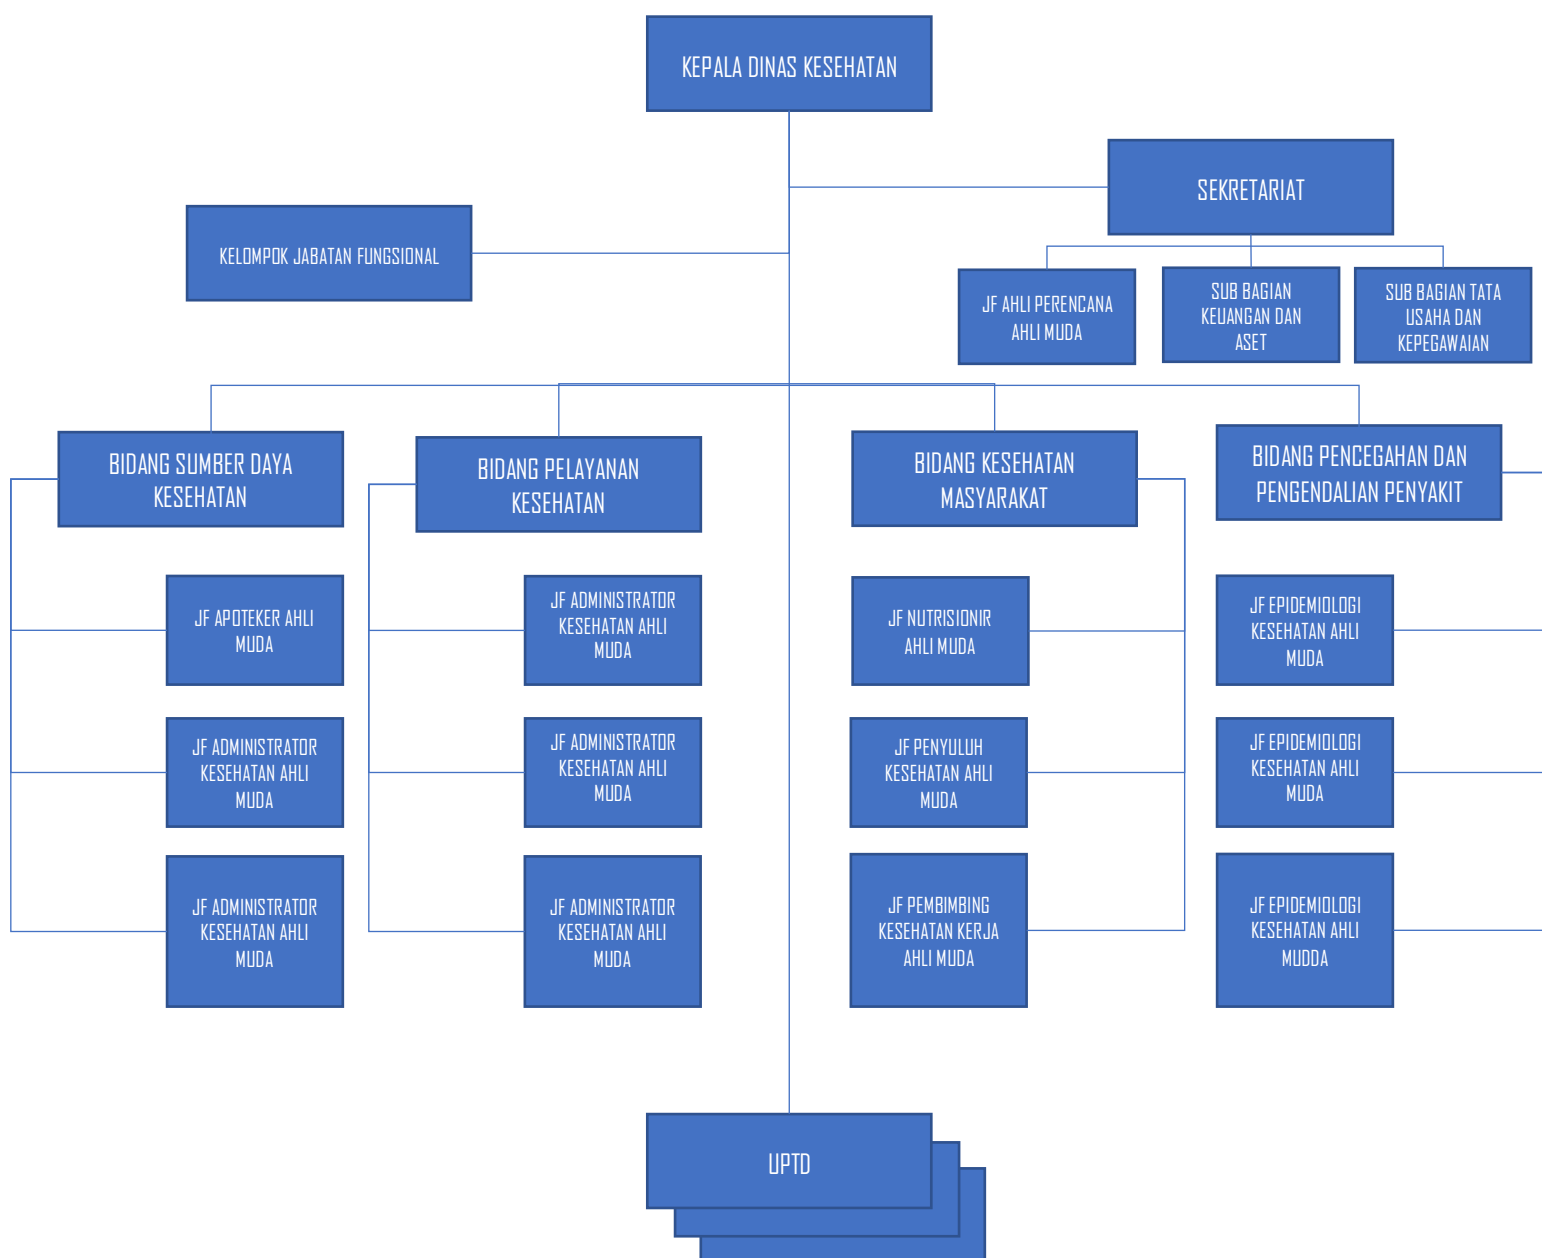 KEPALA DINAS KESEHATAN
SEKRETARIAT
KELOMPOK JABATAN FUNGSIONAL
JF AHLI PERENCANA
AHLI MUDA
SUB BAGIAN
KEUANGAN DAN
ASET
SUB BAGIAN TATA
USAHA DAN
KEPEGAWAIAN
BIDANG SUMBER DAYA
KESEHATAN
BIDANG PELAYANAN
KESEHATAN
BIDANG KESEHATAN
MASYARAKAT
BIDANG PENCEGAHAN DAN
PENGENDALIAN PENYAKIT
JF APOTEKER AHLI
MUDA
JF ADMINISTRATOR
KESEHATAN AHLI
MUDA
JF NUTRISIONIR
AHLI MUDA
JF EPIDEMIOLOGI
KESEHATAN AHLI
MUDA
JF ADMINISTRATOR
KESEHATAN AHLI
MUDA
JF ADMINISTRATOR
KESEHATAN AHLI
MUDA
JF PENYULUH
KESEHATAN AHLI
MUDA
JF EPIDEMIOLOGI
KESEHATAN AHLI
MUDA
JF ADMINISTRATOR
KESEHATAN AHLI
MUDA
JF ADMINISTRATOR
KESEHATAN AHLI
MUDA
JF PEMBIMBING
KESEHATAN KERJA
AHLI MUDA
JF EPIDEMIOLOGI
KESEHATAN AHLI
MUDDA
UPTD